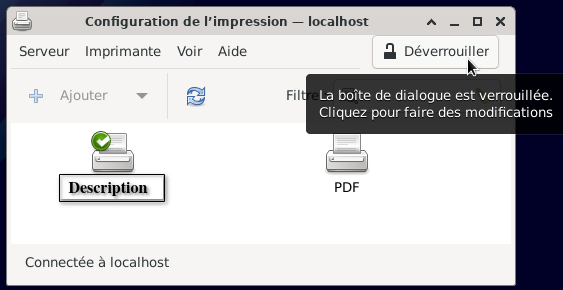 Configuration de l’impression — localhost
Serveur Imprimante Voir Aide Déverrouiller
Ajouter Filtre
La boîte de dialogue est verrouillée.
Cliquez pour faire des modifications
Description PDF
Connectée à localhost